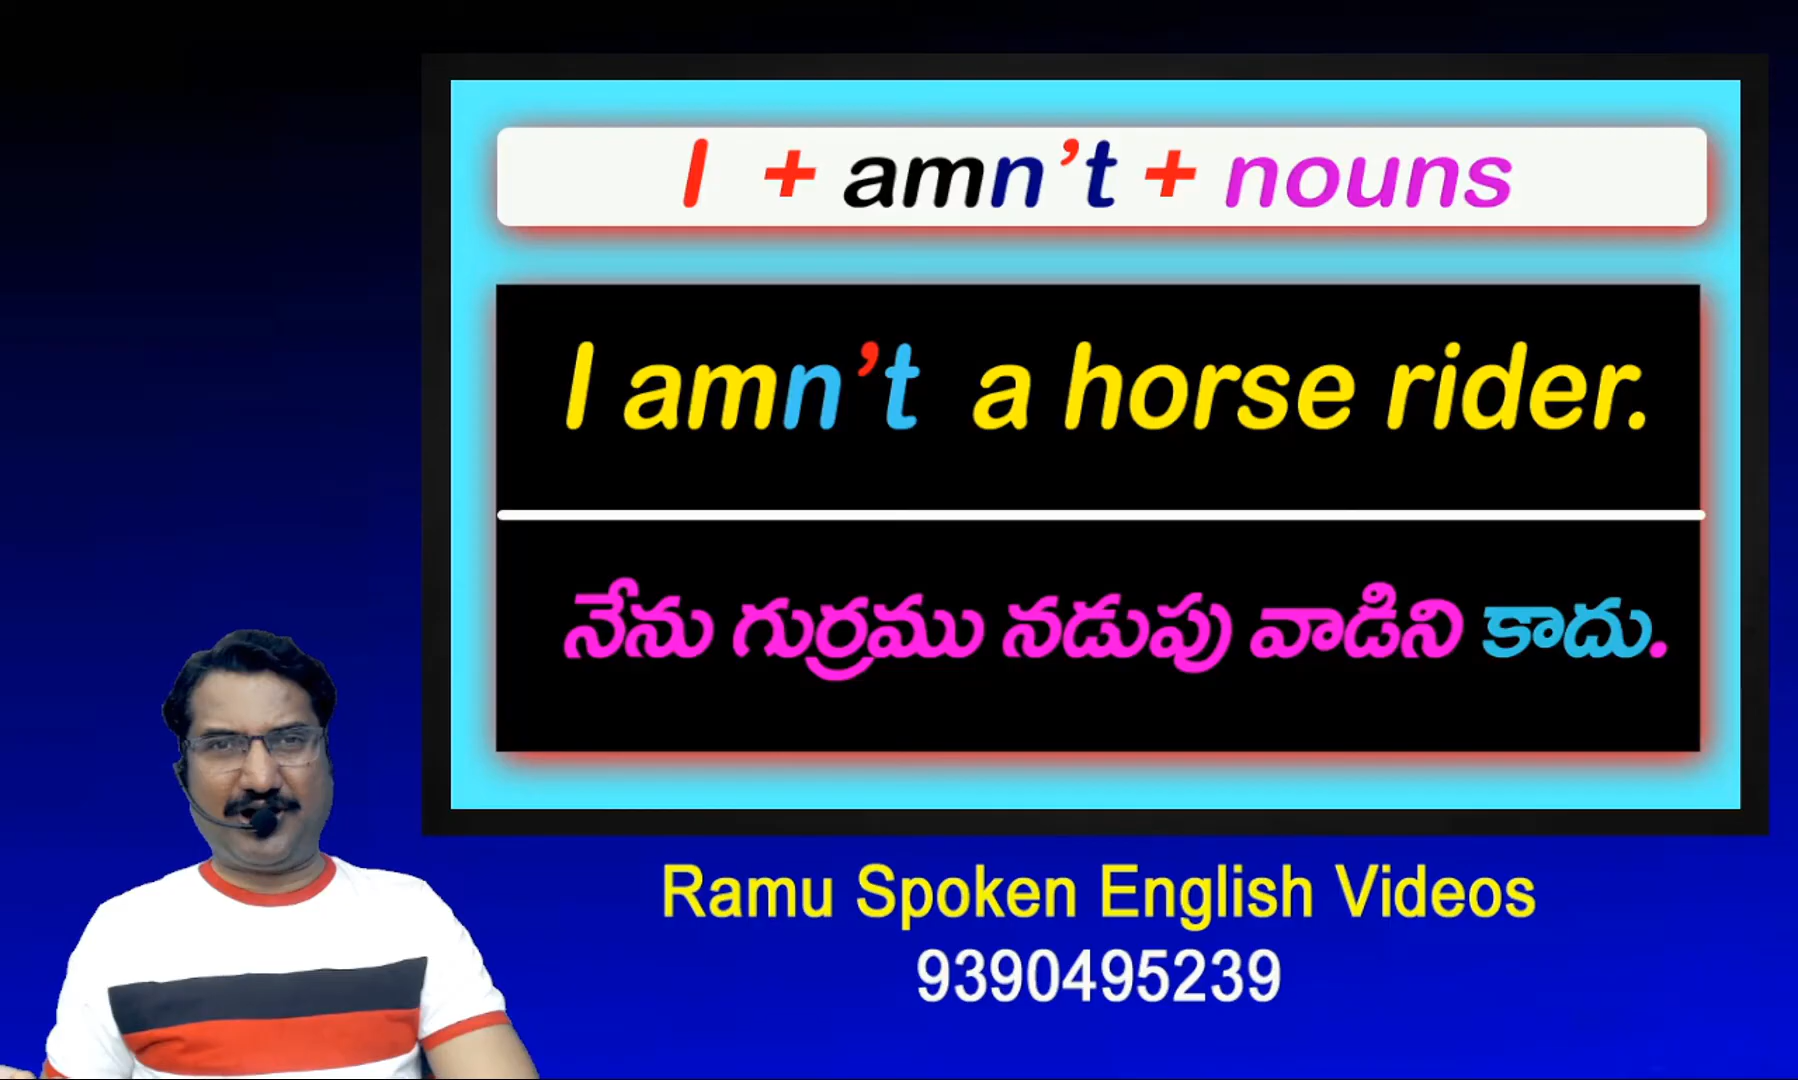 I + amn’t + nouns
I amn’t a horse rider.
నేను గుర్రము నడుపు వాడిని కాదు.
Ramu Spoken English Videos
9390495239